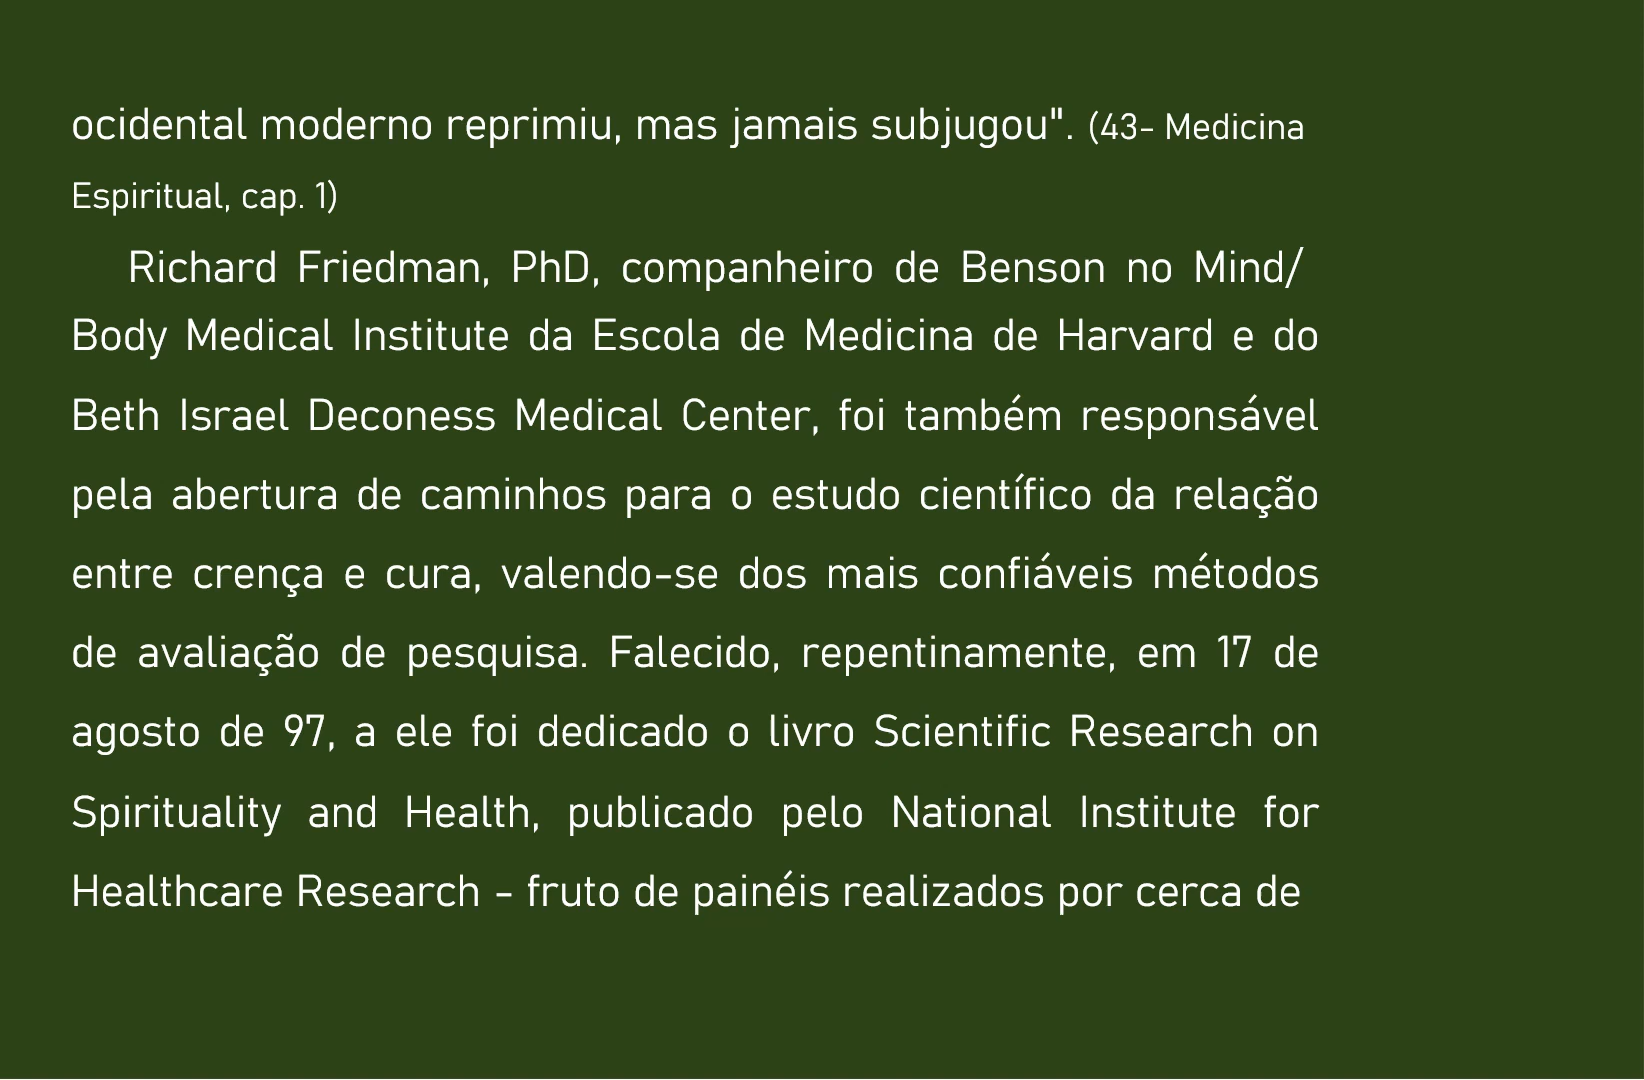 ocidental moderno reprimiu, mas jamais subjugou". (43- Medicina
Espiritual, cap. 1)
Richard Friedman, PhD, companheiro de Benson no Mind/
Body Medical Institute da Escola de Medicina de Harvard e do
Beth Israel Deconess Medical Center, foi também responsável
pela abertura de caminhos para o estudo científico da relação
entre crença e cura, valendo-se dos mais confiáveis métodos
de avaliação de pesquisa. Falecido, repentinamente, em 17 de
agosto de 97, a ele foi dedicado o livro Scientific Research on
Spirituality and Health, publicado pelo National Institute for
Healthcare Research - fruto de painéis realizados por cerca de